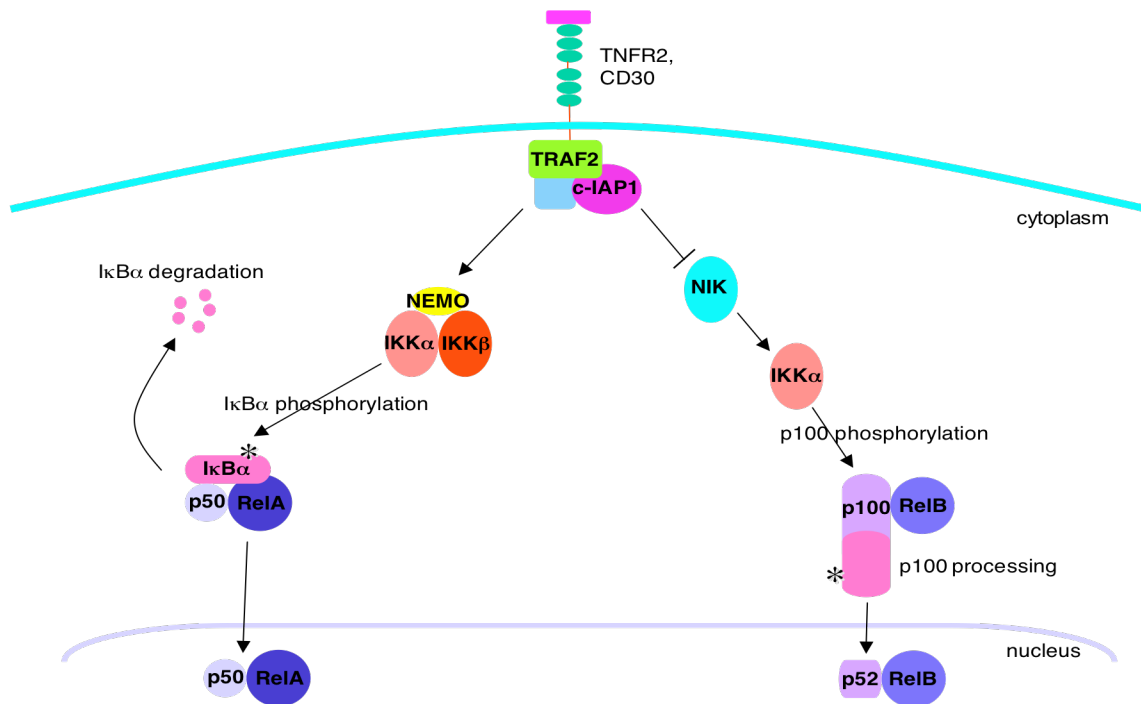 TNFR2,
CD30
TRAF2
c-IAP1
cytoplasm
IκBα degradation
NIK
NEMO
IKKα IKKβ
IKKα
IκBα phosphorylation
p100 phosphorylation
*
IκBα
p50 RelA
p100 RelB
p100 processing
*
nucleus
p50 RelA
p52 RelB